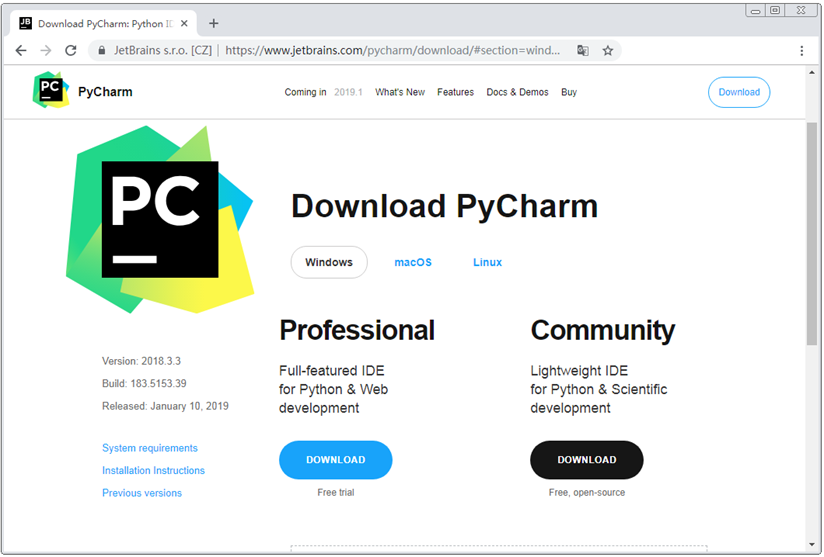 JB
Download PyCharm: Python ID
JetBrains s.r.o. [CZ] | https://www.jetbrains.com/pycharm/download/#section=wind...
PC
PyCharm
Coming in 2019.1 What's New Features Docs & Demos Buy
Download
PC
Download PyCharm
Windows macOS Linux
Professional
Full-featured IDE
for Python & Web
development
DOWNLOAD
Free trial
Community
Lightweight IDE
for Python & Scientific
development
DOWNLOAD
Free, open-source
Version: 2018.3.3
Build: 183.5153.39
Released: January 10, 2019
System requirements
Installation Instructions
Previous versions